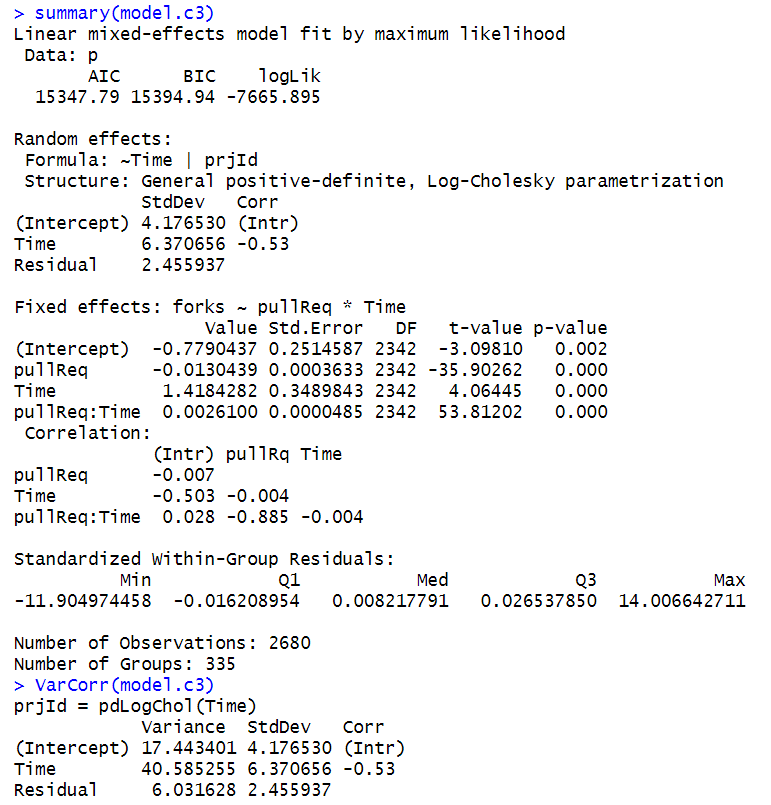 > summary(model.c3)
Linear mixed-effects model fit by maximum likelihood
 Data: p
       AIC      BIC    logLik
  15347.79 15394.94 -7665.895

Random effects:
 Formula: ~Time | prjId
 Structure: General positive-definite, Log-Cholesky parametrization
            StdDev   Corr
(Intercept) 4.176530 (Intr)
Time        6.370656 -0.53
Residual    2.455937

Fixed effects: forks ~ pullReq * Time
                  Value Std.Error   DF   t-value p-value
(Intercept)  -0.7790437 0.2514587 2342  -3.09810   0.002
pullReq      -0.0130439 0.0003633 2342 -35.90262   0.000
Time          1.4184282 0.3489843 2342   4.06445   0.000
pullReq:Time  0.0026100 0.0000485 2342  53.81202   0.000
 Correlation:
             (Intr) pullRq Time
pullReq      -0.007
Time         -0.503 -0.004
pullReq:Time  0.028 -0.885 -0.004

Standardized Within-Group Residuals:
         Min           Q1          Med           Q3          Max
-11.904974458 -0.016208954  0.008217791  0.026537850 14.006642711

Number of Observations: 2680
Number of Groups: 335
> VarCorr(model.c3)
prjId = pdLogChol(Time)
            Variance  StdDev   Corr
(Intercept) 17.443401 4.176530 (Intr)
Time        40.585255 6.370656 -0.53
Residual     6.031628 2.455937